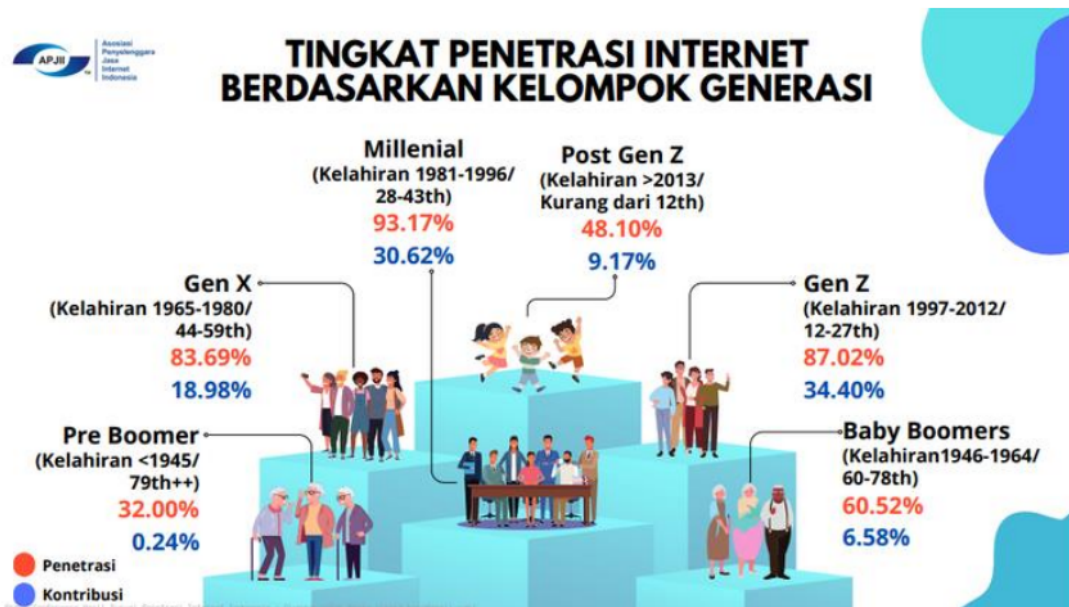 APJII
Asosiasi
Penyelenggara
Jasa
Internet
Indonesia
TINGKAT PENETRASI INTERNET
BERDASARKAN KELOMPOK GENERASI
Millenial
(Kelahiran 1981-1996/
28-43th)
93.17%
30.62%
Post Gen Z
(Kelahiran >2013/
Kurang dari 12th)
48.10%
9.17%
Gen X
(Kelahiran 1965-1980/
44-59th)
83.69%
18.98%
Gen Z
(Kelahiran 1997-2012/
12-27th)
87.02%
34.40%
Pre Boomer
(Kelahiran <1945/
79th++)
32.00%
0.24%
Baby Boomers
(Kelahiran1946-1964/
60-78th)
60.52%
6.58%
Penetrasi
Kontribusi